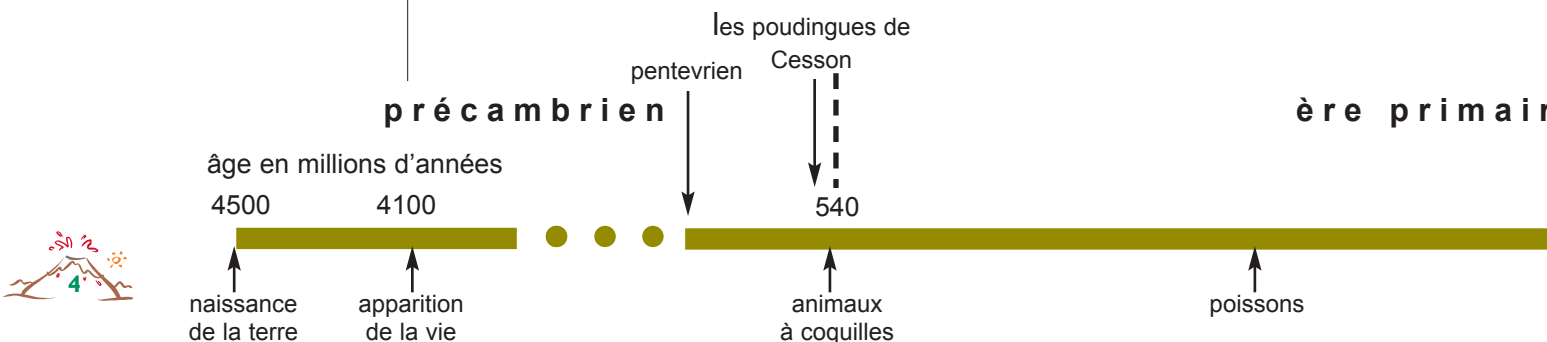 les poudingues de
Cesson
pentevrien
précambrien
ère primair
âge en millions d'années
4500
4100
540
4
naissance
de la terre
apparition
de la vie
animaux
à coquilles
poissons